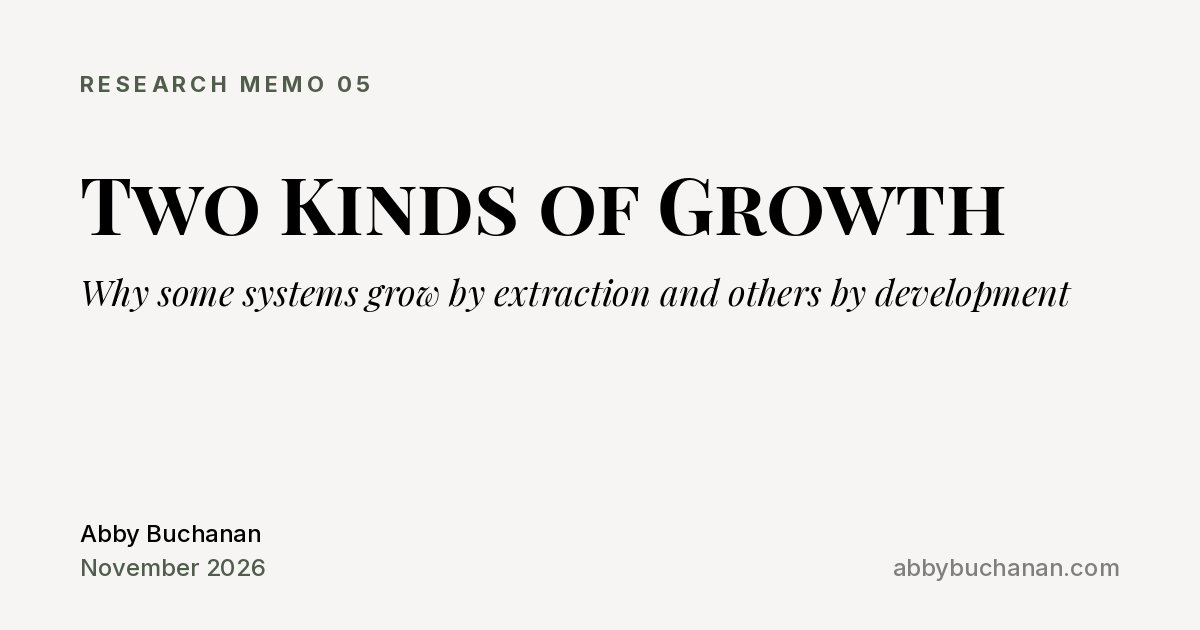 RESEARCH MEMO 05
Two Kinds of Growth
Why some systems grow by extraction and others by development
Abby Buchanan
November 2026
abbybuchanan.com